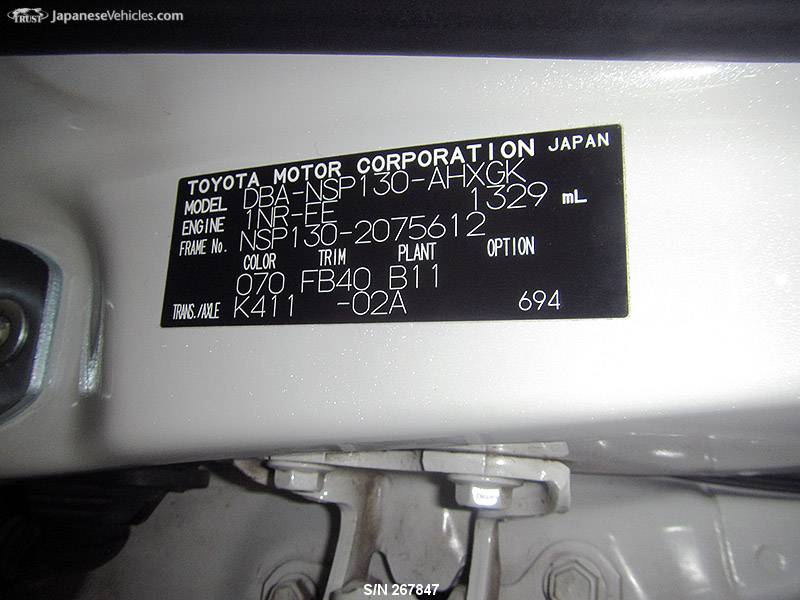 TRUST JapaneseVehicles.com
TOYOTA MOTOR CORPORATION JAPAN
MODEL DBA-NSP130-AHXGK
ENGINE 1NR-FE 1329 mL
FRAME No. NSP130-2075612
COLOR TRIM PLANT OPTION
070 FB40 B11
TRANS./AXLE K411 -02A 694
S/N 267847